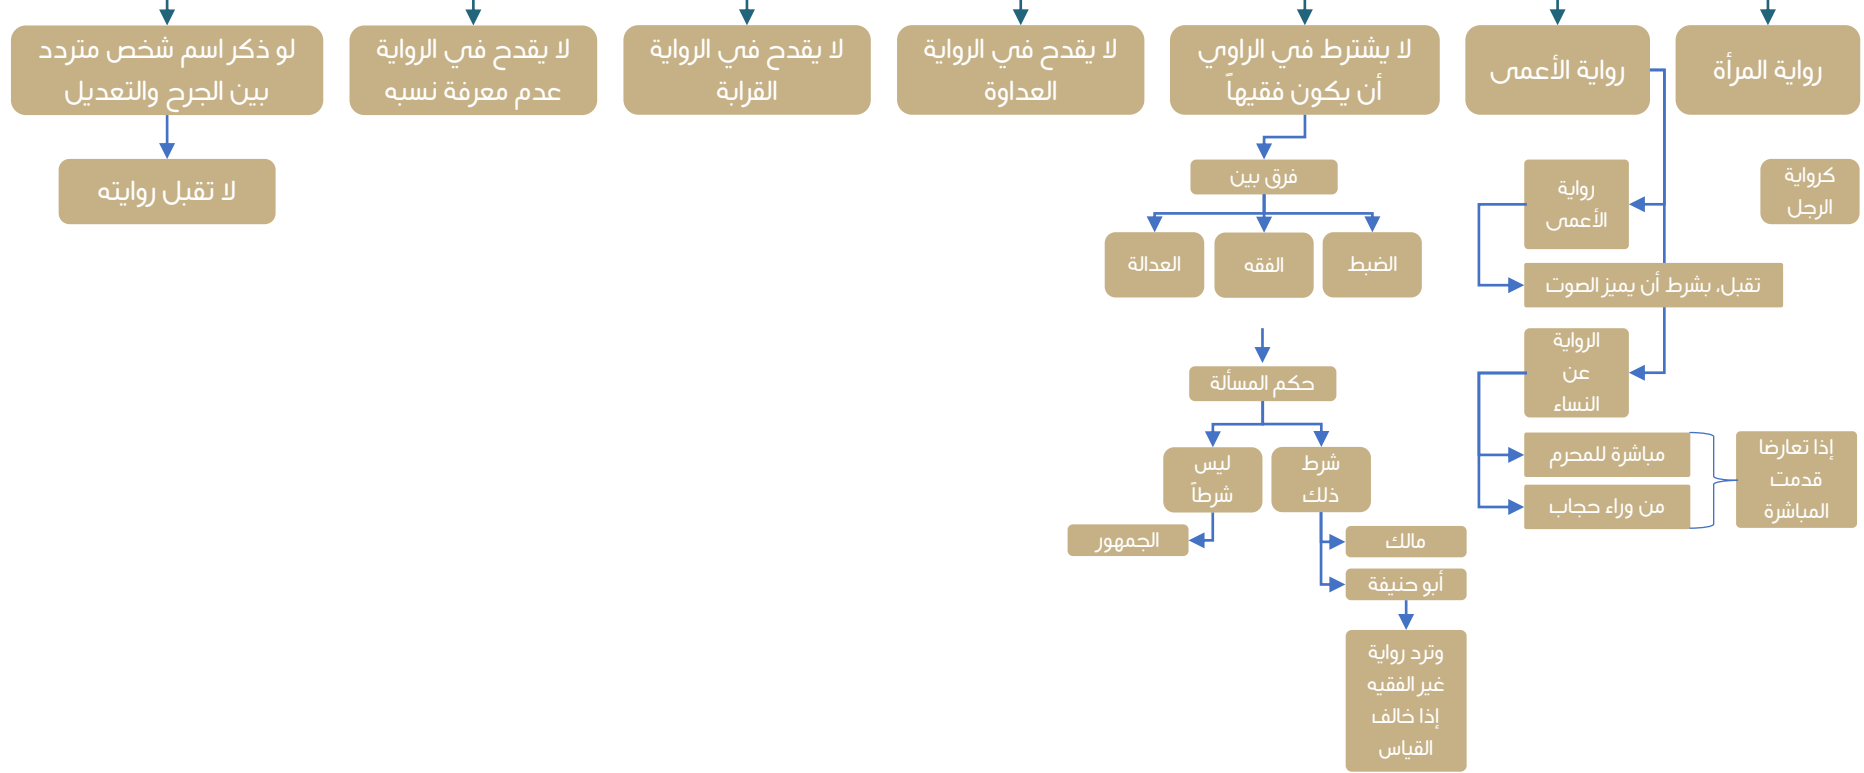 رواية المرأة
كرواية
الرجل
رواية الأعمى
رواية
الأعمى
تقبل، بشرط أن يميز الصوت
الرواية
عن
النساء
مباشرة للمحرم
من وراء حجاب
إذا تعارضا
قدمت
المباشرة
لا يشترط في الراوي
أن يكون فقيهاً
فرق بين
الضبط
الفقه
العدالة
حكم المسألة
شرط
ذلك
مالك
أبو حنيفة
وترد رواية
غير الفقيه
إذا خالف
القياس
ليس
شرطاً
الجمهور
لا يقدح في الرواية
العداوة
لا يقدح في الرواية
القرابة
لا يقدح في الرواية
عدم معرفة نسبه
لو ذكر اسم شخص متردد
بين الجرح والتعديل
لا تقبل روايته